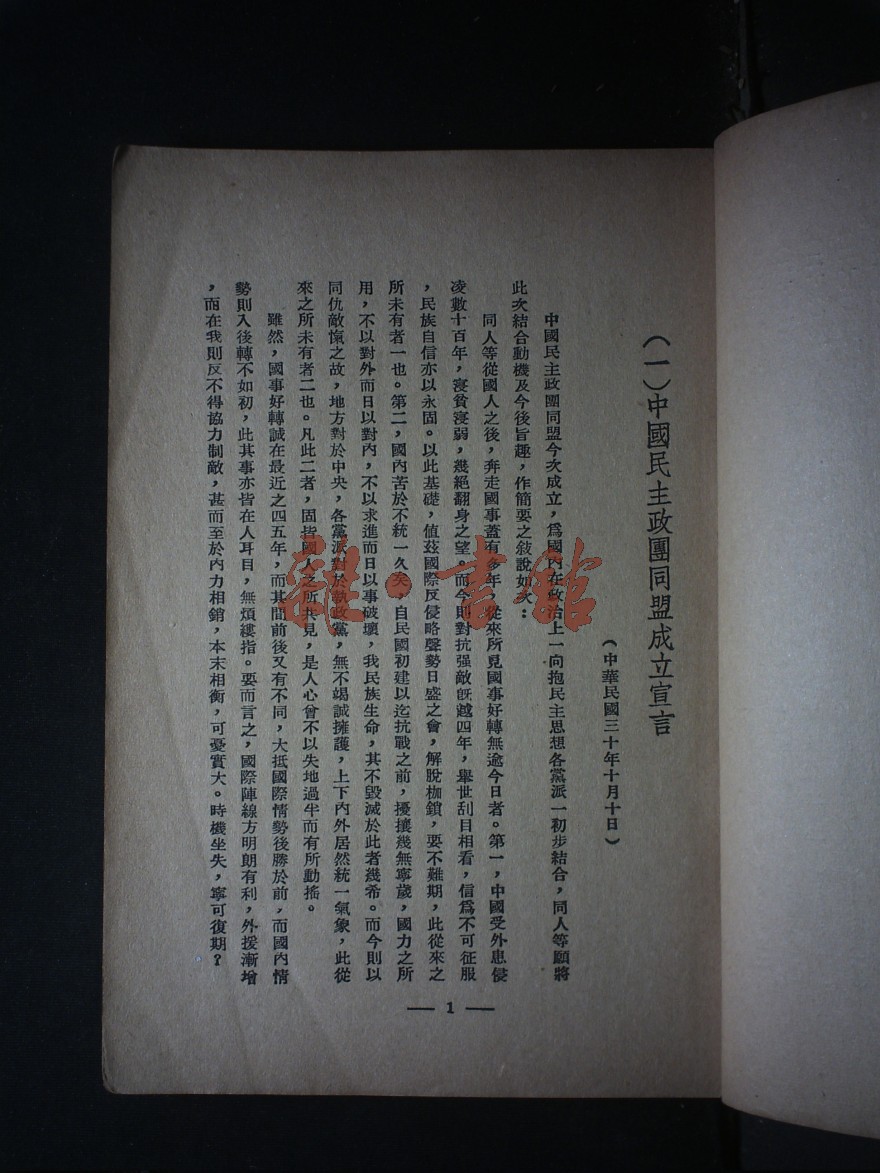 （一）中國民主政團同盟成立宣言
（中華民國三十年十月十日）
中國民主政團同盟今次成立，爲國內在政治上一向抱民主思想各黨派一初步結合，同人等願將
此次結合動機及今後旨趣，作簡要之敍說如次：
同人等從國人之後，奔走國事蓋有多年，從來所見國事好轉無逾今日者。第一，中國受外患侵
凌數十百年，寖貧寖弱，幾絕翻身之望。而今則對抗强敵旣越四年，舉世刮目相看，信爲不可征服
，民族自信亦以永固。以此基礎，値茲國際反侵略聲勢日盛之會，解脫枷鎖，要不難期，此從來之
所未有者一也。第二，國內苦於不統一久矣，自民國初建以迄抗戰之前，擾攘幾無寧歲，國力之所
用，不以對外而日以對內，不以求進而日以事破壞，我民族生命，其不毀滅於此者幾希。而今則以
同仇敵愾之故，地方對於中央，各黨派對於執政黨，無不竭誠擁護，上下內外居然統一氣象，此從
來之所未有者二也。凡此二者，固皆國人之所共見，是人心曾不以失地過半而有所動搖。
雖然，國事好轉誠在最近之四五年，而其間前後又有不同，大抵國際情勢後勝於前，而國內情
勢則入後轉不如初，此其事亦皆在人耳目，無煩縷指。要而言之，國際陣線方明朗有利，外援漸增
，而在我則反不得協力制敵，甚而至於內力相銷，本末相衡，可憂實大。時機坐失，寧可復期？
— 1 —
雜·書館